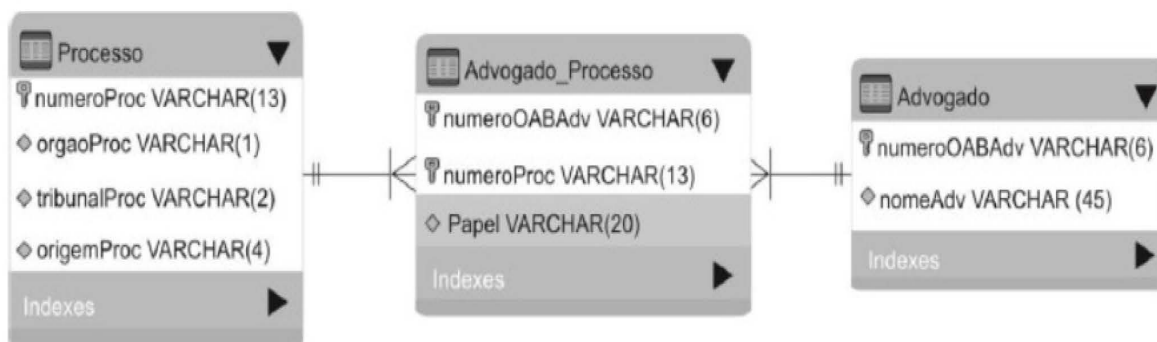 Processo
numeroProc VARCHAR(13)
orgaoProc VARCHAR(1)
tribunalProc VARCHAR(2)
origemProc VARCHAR(4)
Indexes
Advogado_Processo
numeroOABAdv VARCHAR(6)
numeroProc VARCHAR(13)
Papel VARCHAR(20)
Indexes
Advogado
numeroOABAdv VARCHAR(6)
nomeAdv VARCHAR (45)
Indexes